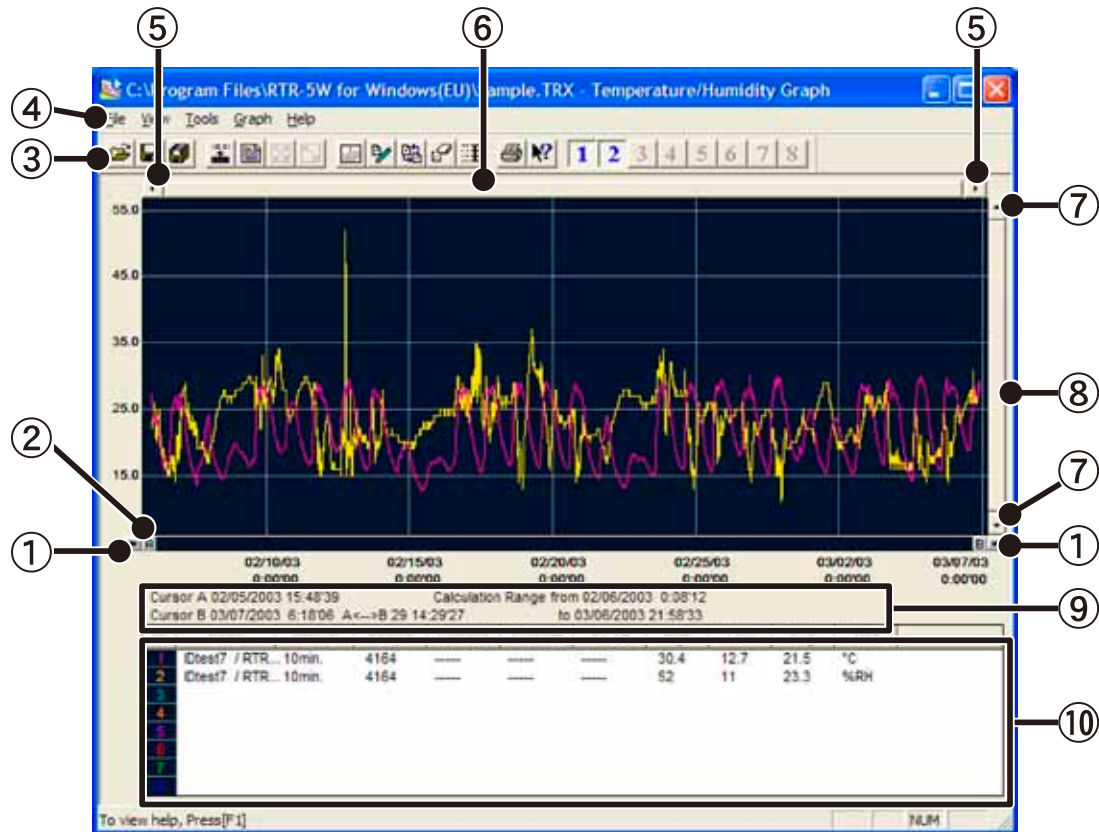 ⑤ ⑥ ⑤
C:\Program Files\RTR-5W for Windows(EU)\sample.TRX - Temperature/Humidity Graph
④ File View Tools Graph Help
③ 1 2 3 4 5 6 7 8
⑦
55.0
45.0
35.0
25.0
⑧
②
15.0
⑦
① ①
02/10/03 02/15/03 02/20/03 02/25/03 03/02/03 03/07/03
0:00'00 0:00'00 0:00'00 0:00'00 0:00'00 0:00'00
Cursor A 02/05/2003 15:48'39 Calculation Range from 02/06/2003 0:08'12
Cursor B 03/07/2003 6:18'06 A<-->B 29 14:29'27 to 03/06/2003 21:58'33
⑨
1 IDtest7 / RTR... 10min. 4164 ----- ----- ----- 30.4 12.7 21.5 °C
2 IDtest7 / RTR... 10min. 4164 ----- ----- ----- 52 11 23.3 %RH
3
4
5
6
7
⑩
To view help, Press[F1] NUM